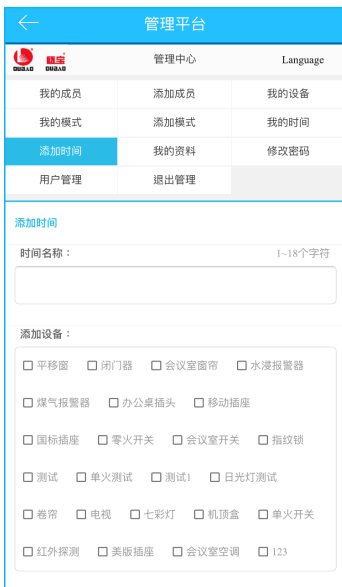 管理平台
OUBAO 瓯宝 OUBAO 管理中心 Language
我的成员 添加成员 我的设备
我的模式 添加模式 我的时间
添加时间 我的资料 修改密码
用户管理 退出管理
添加时间
时间名称： 1~18个字符
添加设备：
平移窗 闭门器 会议室窗帘 水浸报警器
煤气报警器 办公桌插头 移动插座
国标插座 零火开关 会议室开关 指纹锁
测试 单火测试 测试1 日光灯测试
卷帘 电视 七彩灯 机顶盒 单火开关
红外探测 美版插座 会议室空调 123